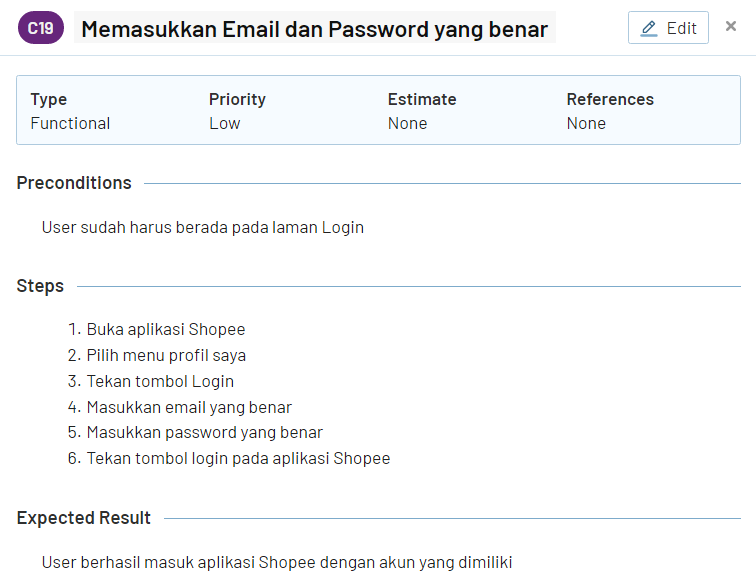 C19 Memasukkan Email dan Password yang benar Edit ×
Type Priority Estimate References
Functional Low None None
Preconditions
User sudah harus berada pada laman Login
Steps
1. Buka aplikasi Shopee
2. Pilih menu profil saya
3. Tekan tombol Login
4. Masukkan email yang benar
5. Masukkan password yang benar
6. Tekan tombol login pada aplikasi Shopee
Expected Result
User berhasil masuk aplikasi Shopee dengan akun yang dimiliki